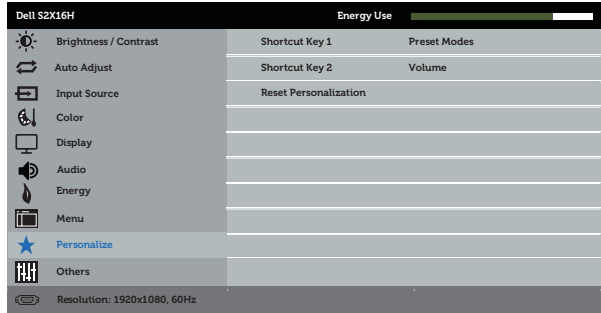 Dell S2X16H Energy Use
Brightness / Contrast Shortcut Key 1 Preset Modes
Auto Adjust Shortcut Key 2 Volume
Input Source Reset Personalization
Color
Display
Audio
Energy
Menu
Personalize
Others
Resolution: 1920x1080, 60Hz